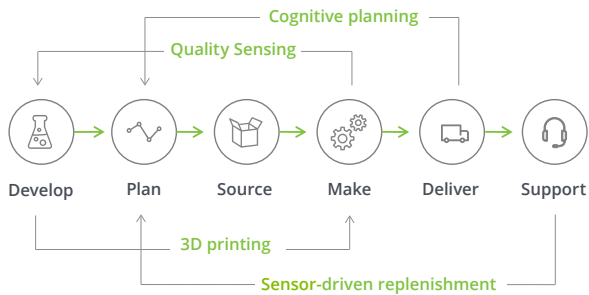 Cognitive planning
Quality Sensing
Develop
Plan
Source
Make
Deliver
Support
3D printing
Sensor-driven replenishment